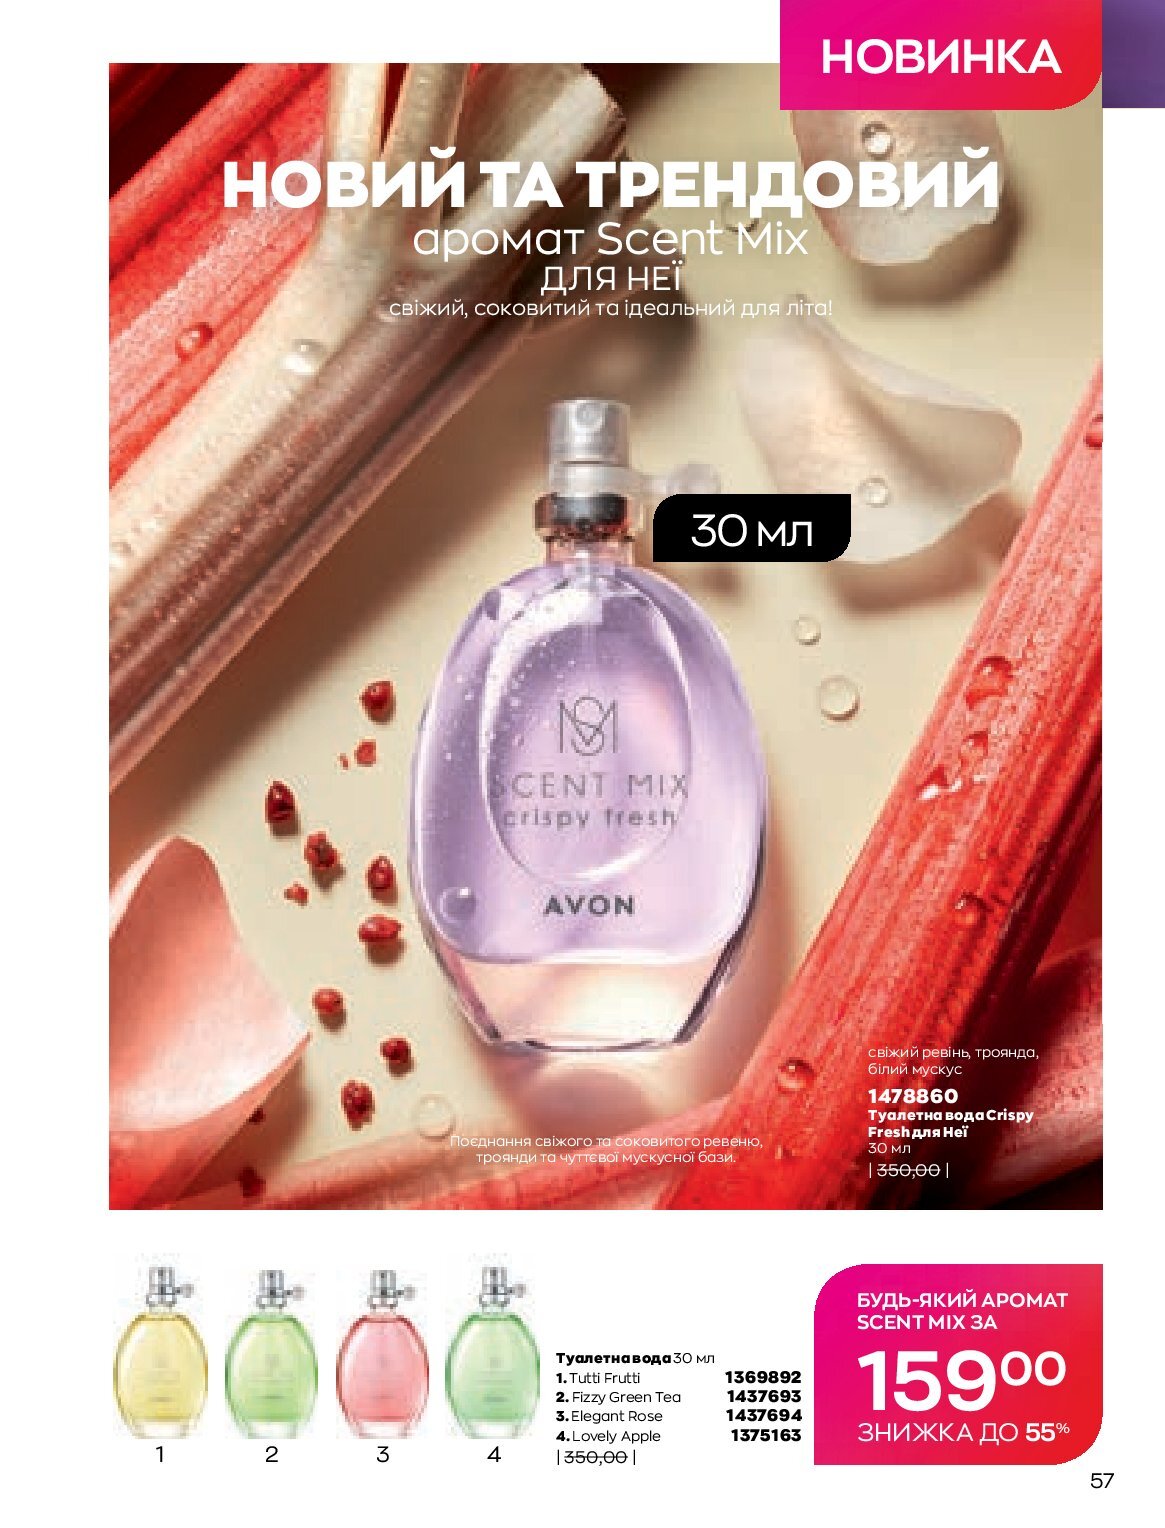 НОВИНКА
НОВИЙ ТА ТРЕНДОВИЙ
аромат Scent Mix
ДЛЯ НЕЇ
свіжий, соковитий та ідеальний для літа!
30 мл
SCENT MIX
crispy fresh
AVON
свіжий ревінь, троянда,
білий мускус
1478860
Туалетна вода Crispy
Fresh для Неї
30 мл
| 350,00 |
Поєднання свіжого та соковитого ревеню,
троянди та чуттєвої мускусної бази.
1 2 3 4
Туалетна вода 30 мл
1. Tutti Frutti 1369892
2. Fizzy Green Tea 1437693
3. Elegant Rose 1437694
4. Lovely Apple 1375163
| 350,00 |
БУДЬ-ЯКИЙ АРОМАТ
SCENT MIX ЗА
159⁰⁰
ЗНИЖКА ДО 55%
57